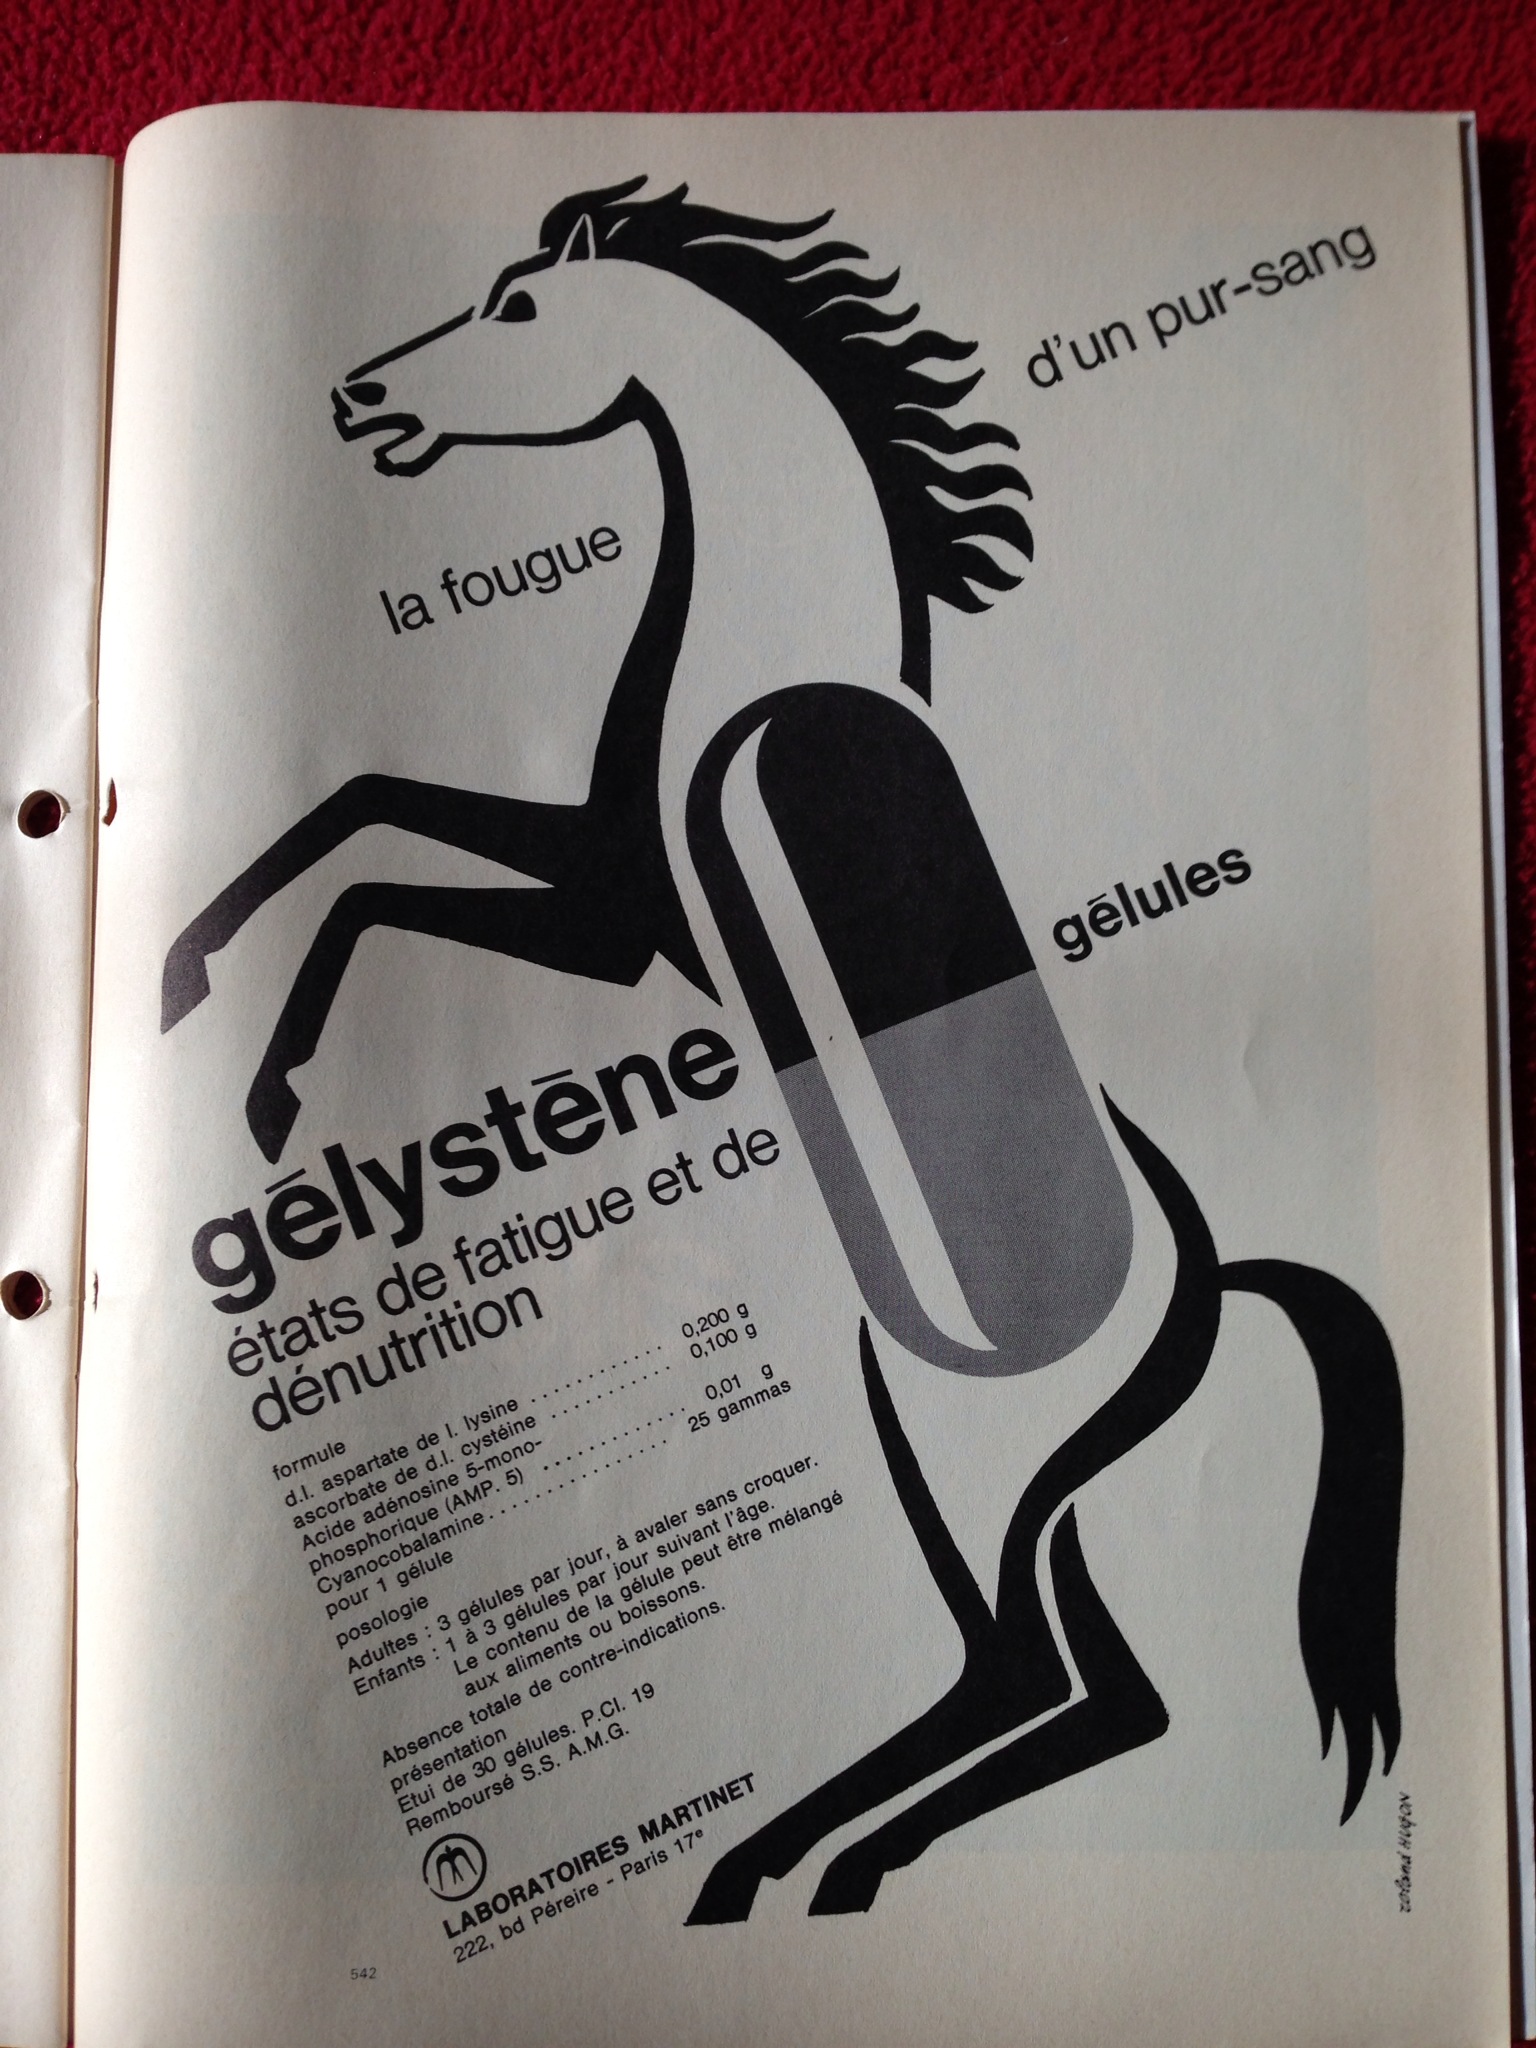 d'un pur-sang
la fougue
gélules
gélystène
états de fatigue et de
dénutrition
formule
d.l. aspartate de l. lysine . . . . . . . . . . . 0,200 g
ascorbate de d.l. cystéine . . . . . . . . . . 0,100 g
Acide adénosine 5-mono-
phosphorique (AMP. 5) . . . . . . . . . . . . 0,01 g
Cyanocobalamine . . . . . . . . . . . . . . . 25 gammas
pour 1 gélule
posologie
Adultes : 3 gélules par jour, à avaler sans croquer.
Enfants : 1 à 3 gélules par jour suivant l'âge.
Le contenu de la gélule peut être mélangé
aux aliments ou boissons.
Absence totale de contre-indications.
présentation
Etui de 30 gélules. P.Cl. 19
Remboursé S.S. A.M.G.
LABORATOIRES MARTINET
222, bd Péreire - Paris 17e
roland HUGON
542